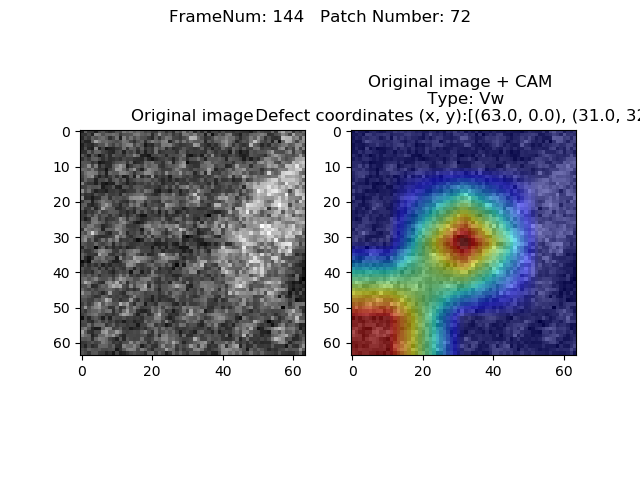 FrameNum: 144   Patch Number: 72
Original image + CAM
Type: Vw
Original image
Defect coordinates (x, y):[(63.0, 0.0), (31.0, 32
0
10
20
30
40
50
60
0 20 40 60
0
10
20
30
40
50
60
0 20 40 60